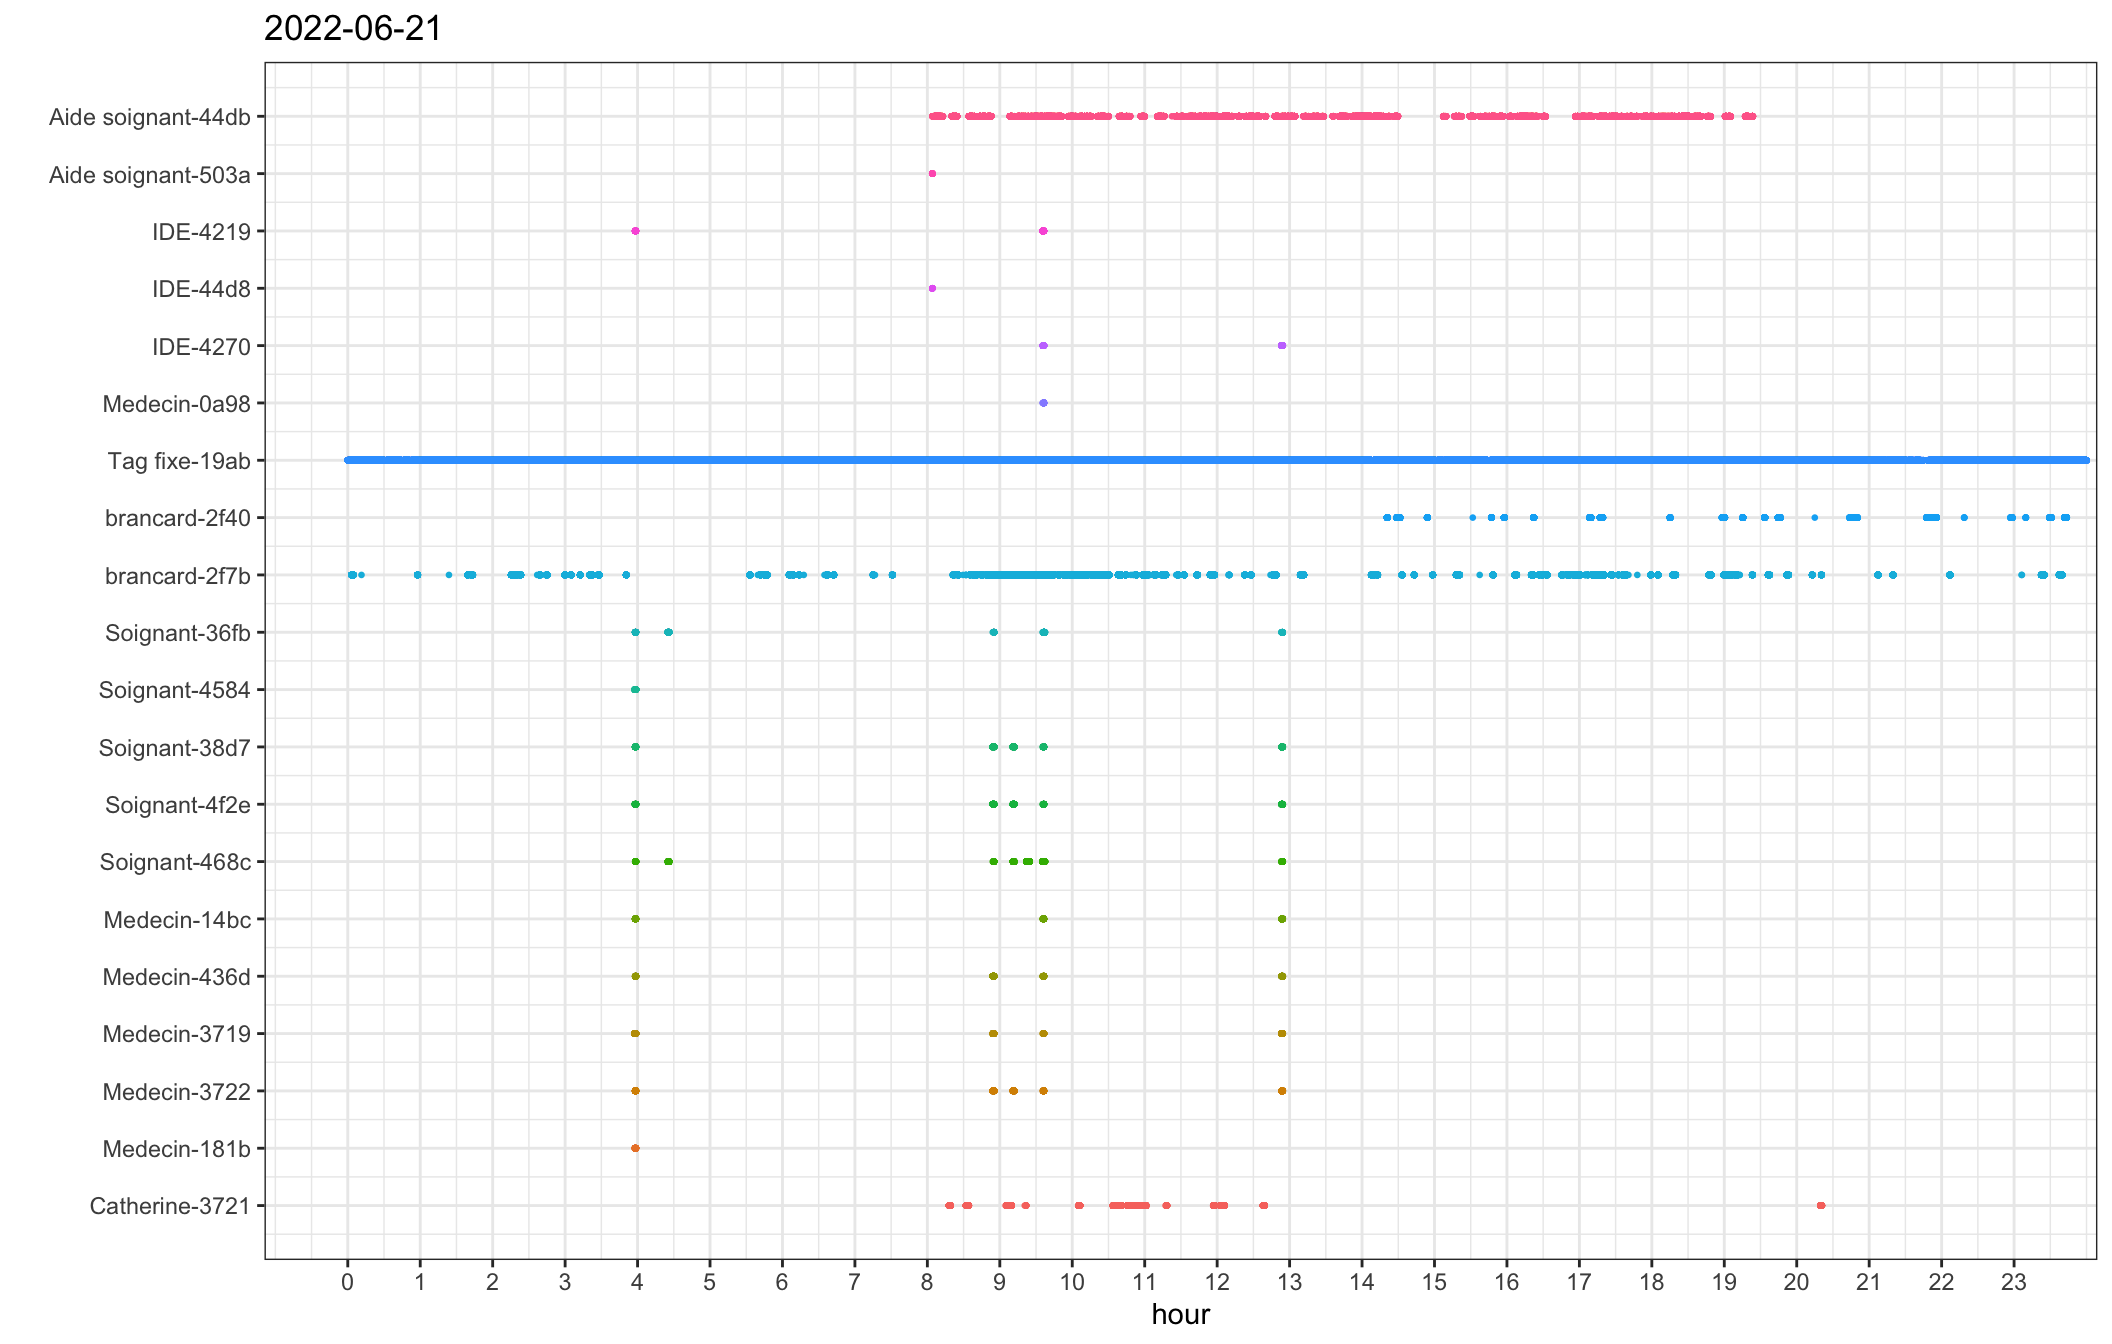 2022-06-21
Aide soignant-44db
Aide soignant-503a
IDE-4219
IDE-44d8
IDE-4270
Medecin-0a98
Tag fixe-19ab
brancard-2f40
brancard-2f7b
Soignant-36fb
Soignant-4584
Soignant-38d7
Soignant-4f2e
Soignant-468c
Medecin-14bc
Medecin-436d
Medecin-3719
Medecin-3722
Medecin-181b
Catherine-3721
0 1 2 3 4 5 6 7 8 9 10 11 12 13 14 15 16 17 18 19 20 21 22 23
hour